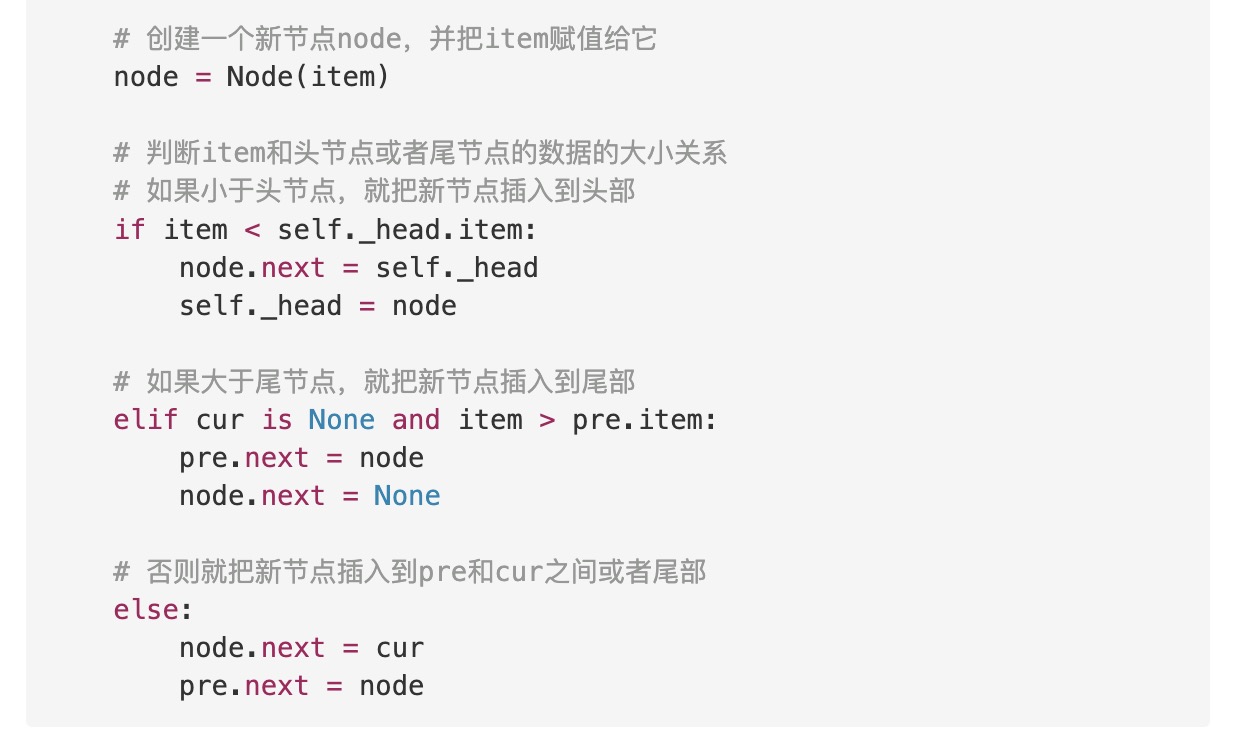 # 创建一个新节点node，并把item赋值给它
node = Node(item)
# 判断item和头节点或者尾节点的数据的大小关系
# 如果小于头节点，就把新节点插入到头部
if item < self._head.item:
node.next = self._head
self._head = node
# 如果大于尾节点，就把新节点插入到尾部
elif cur is None and item > pre.item:
pre.next = node
node.next = None
# 否则就把新节点插入到pre和cur之间或者尾部
else:
node.next = cur
pre.next = node